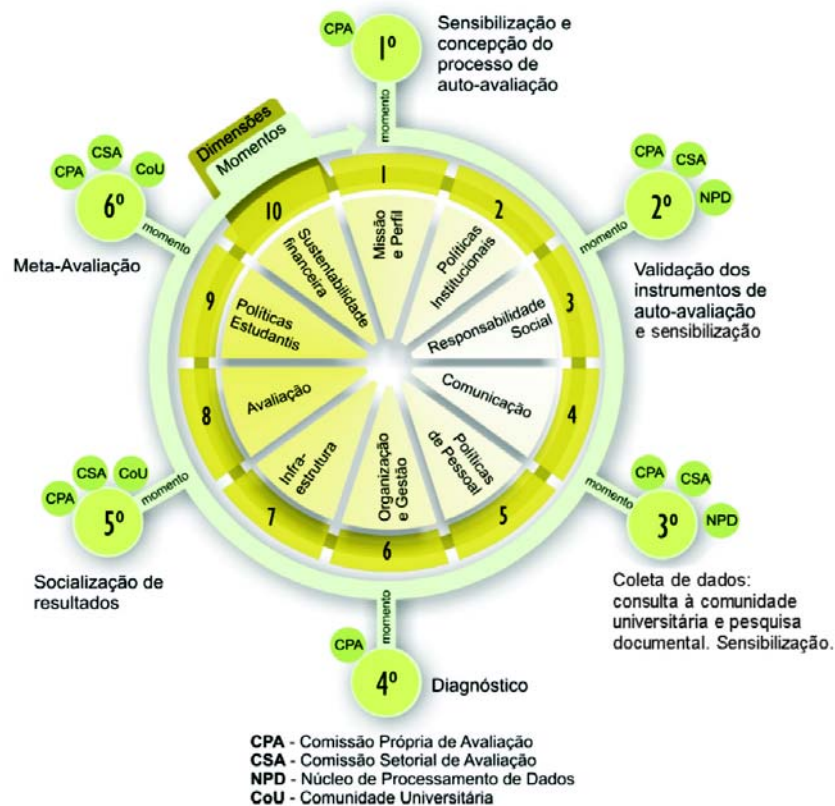 CPA
1º
momento
Sensibilização e
concepção do
processo de
auto-avaliação
Dimensões
Momentos
CPA
CSA
NPD
2º
momento
Validação dos
instrumentos de
auto-avaliação
e sensibilização
CPA
CSA
NPD
3º
momento
Coleta de dados:
consulta à comunidade
universitária e pesquisa
documental. Sensibilização.
CPA
4º
momento
Diagnóstico
CPA
CSA
CoU
5º
momento
Socialização de
resultados
CPA
CSA
CoU
6º
momento
Meta-Avaliação
1
Missão
e Perfil
2
Políticas
Institucionais
3
Responsabilidade
Social
4
Comunicação
5
Políticas
de Pessoal
6
Organização
e Gestão
7
Infra-
estrutura
8
Avaliação
9
Políticas
Estudantis
10
Sustentabilidade
financeira
CPA - Comissão Própria de Avaliação
CSA - Comissão Setorial de Avaliação
NPD - Núcleo de Processamento de Dados
CoU - Comunidade Universitária